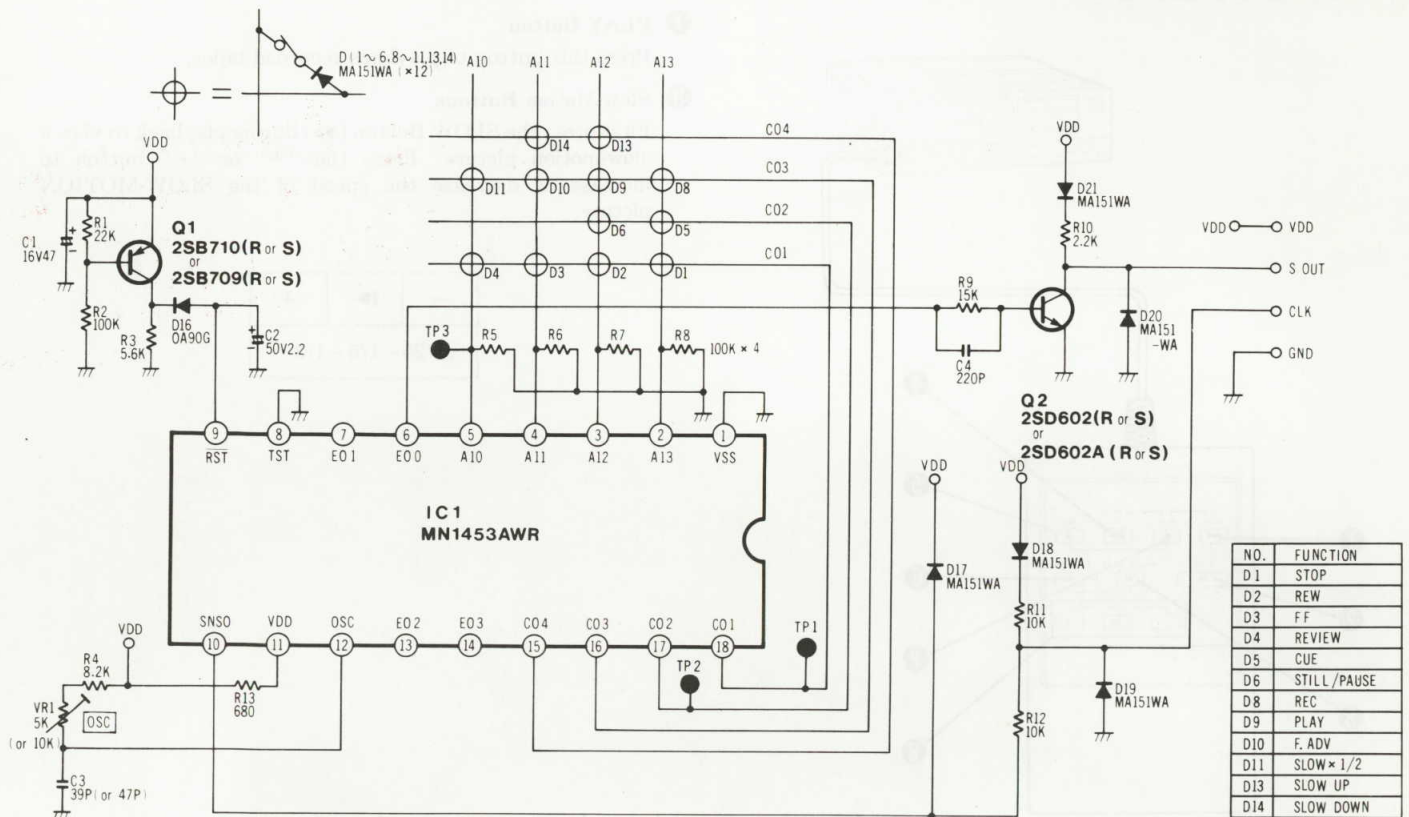 D(1~6,8~11,13,14)
MA151WA (×12)
=
A10 A11 A12 A13
CO4
D14 D13
CO3
D11 D10 D9 D8
CO2
D6 D5
CO1
D4 D3 D2 D1
VDD
C1
16V47
R1
22K
Q1
2SB710(R or S)
or
2SB709(R or S)
R2
100K
R3
5.6K
D16
OA90G
C2
50V2.2
TP3
R5 R6 R7 R8
100K × 4
VDD
D21
MA151WA
R10
2.2K
R9
15K
C4
220P
D20
MA151
-WA
VDD VDD
S OUT
CLK
GND
Q2
2SD602(R or S)
or
2SD602A (R or S)
9 8 7 6 5 4 3 2 1
RST TST EO1 EO0 A10 A11 A12 A13 VSS
IC1
MN1453AWR
SNSO VDD OSC EO2 EO3 CO4 CO3 CO2 CO1
10 11 12 13 14 15 16 17 18
TP1
TP2
VDD
R4
8.2K
VR1
5K
(or 10K)
OSC
R13
680
C3
39P(or 47P)
VDD
D17
MA151WA
VDD
D18
MA151WA
R11
10K
D19
MA151WA
R12
10K
NO. FUNCTION
D1 STOP
D2 REW
D3 FF
D4 REVIEW
D5 CUE
D6 STILL/PAUSE
D8 REC
D9 PLAY
D10 F. ADV
D11 SLOW × 1/2
D13 SLOW UP
D14 SLOW DOWN